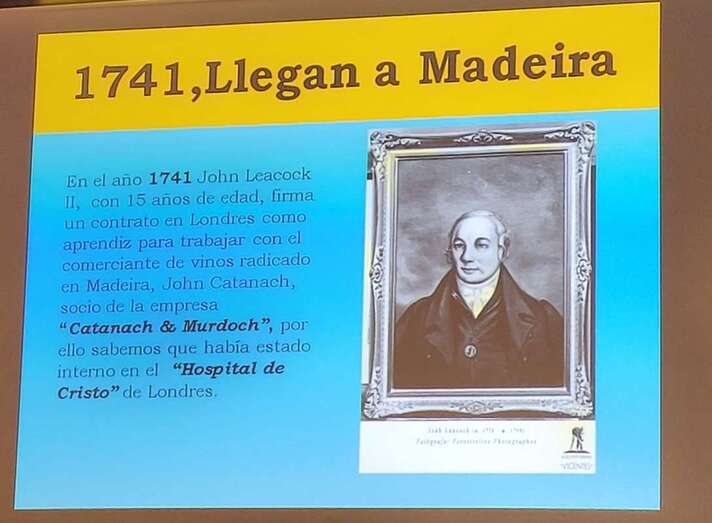 1741,Llegan a Madeira
En el año 1741 John Leacock
II, con 15 años de edad, firma
un contrato en Londres como
aprendiz para trabajar con el
comerciante de vinos radicado
en Madeira, John Catanach,
socio de la empresa
“Catanach & Murdoch”, por
ello sabemos que había estado
interno en el “Hospital de
Cristo” de Londres.
Leacock
Photographos
"VICENTES"